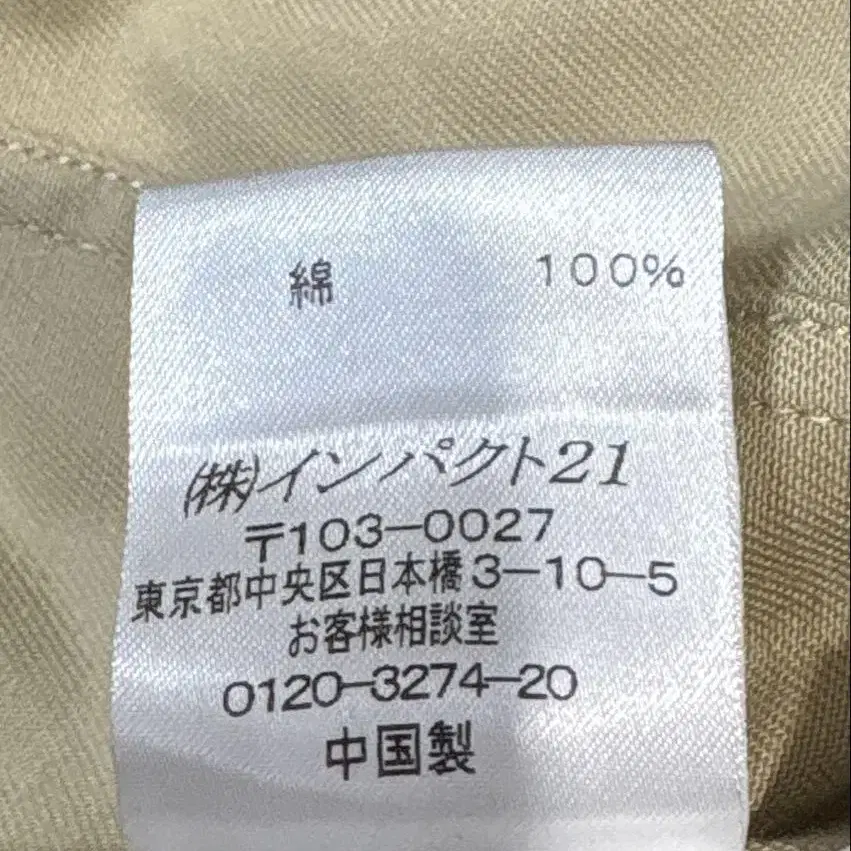 綿 100%
(株)インパクト21
〒103-0027
東京都中央区日本橋3-10-5
お客様相談室
0120-3274-20
中国製